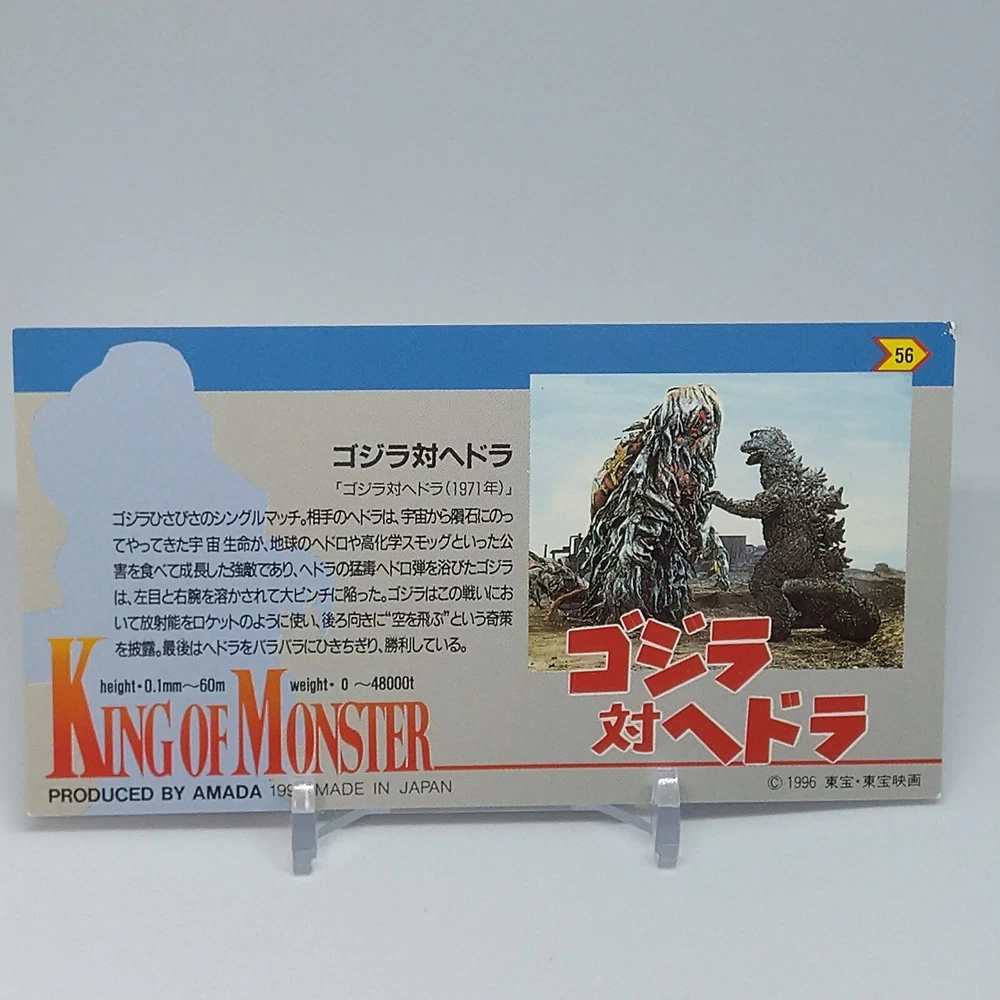 56
ゴジラ対ヘドラ
「ゴジラ対ヘドラ(1971年)」
ゴジラひさびさのシングルマッチ。相手のヘドラは、宇宙から隕石にのっ
てやってきた宇宙生命が、地球のヘドロや高化学スモッグといった公
害を食べて成長した強敵であり、ヘドラの猛毒ヘドロ弾を浴びたゴジラ
は、左目と右腕を溶かされて大ピンチに陥った。ゴジラはこの戦いにお
いて放射能をロケットのように使い、後ろ向きに"空を飛ぶ"という奇策
を披露。最後はヘドラをバラバラにひきちぎり、勝利している。
height・0.1mm〜60m weight・0〜48000t
KING OF MONSTER
PRODUCED BY AMADA MADE IN JAPAN
ゴジラ
対ヘドラ
© 1996 東宝・東宝映画